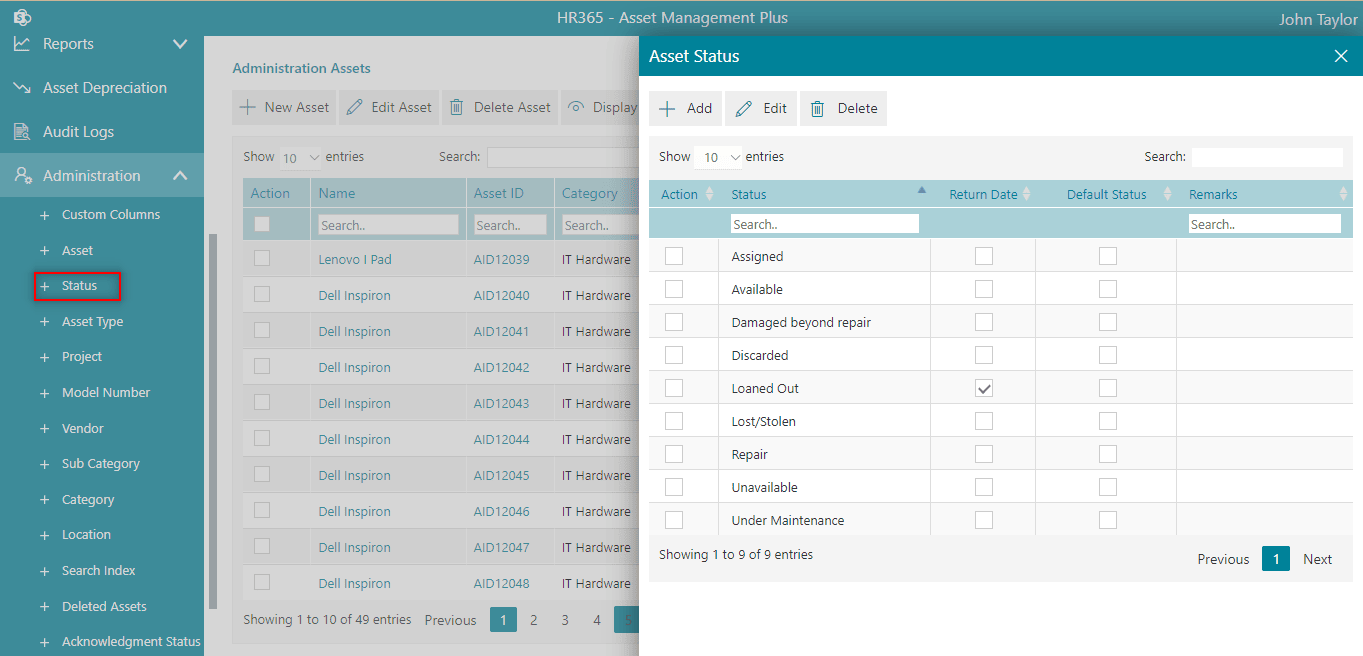 HR365 - Asset Management Plus
John Taylor
Reports
Asset Depreciation
Audit Logs
Administration
Custom Columns
Asset
Status
Asset Type
Project
Model Number
Vendor
Sub Category
Category
Location
Search Index
Deleted Assets
Acknowledgment Status
Administration Assets
New Asset Edit Asset Delete Asset Display
Show 10 entries Search:
Action Name Asset ID Category
Search.. Search.. Search..
Lenovo I Pad AID12039 IT Hardware
Dell Inspiron AID12040 IT Hardware
Dell Inspiron AID12041 IT Hardware
Dell Inspiron AID12042 IT Hardware
Dell Inspiron AID12043 IT Hardware
Dell Inspiron AID12044 IT Hardware
Dell Inspiron AID12045 IT Hardware
Dell Inspiron AID12046 IT Hardware
Dell Inspiron AID12047 IT Hardware
Dell Inspiron AID12048 IT Hardware
Showing 1 to 10 of 49 entries Previous 1 2 3 4 5
Asset Status
Add Edit Delete
Show 10 entries Search:
Action Status Return Date Default Status Remarks
Search.. Search..
Assigned
Available
Damaged beyond repair
Discarded
Loaned Out
Lost/Stolen
Repair
Unavailable
Under Maintenance
Showing 1 to 9 of 9 entries
Previous 1 Next